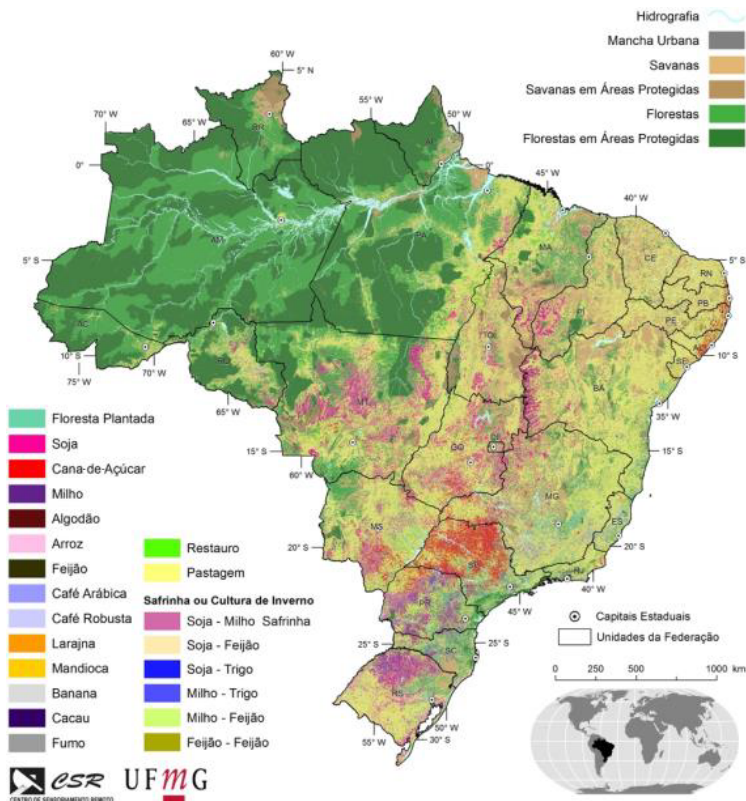 Hidrografia
Mancha Urbana
Savanas
Savanas em Áreas Protegidas
Florestas
Florestas em Áreas Protegidas
60° W
5° N
70° W
65° W
55° W
50° W
0°
0°
45° W
40° W
5° S
5° S
10° S
75° W
70° W
10° S
65° W
35° W
15° S
60° W
15° S
20° S
20° S
40° W
45° W
25° S
25° S
55° W
50° W
30° S
AM
PA
MA
CE
RN
PB
PE
PI
SE
AC
RO
TO
BA
MT
GO
DF
MG
ES
MS
SP
RJ
PR
SC
RS
Floresta Plantada
Soja
Cana-de-Açúcar
Milho
Algodão
Arroz
Feijão
Café Arábica
Café Robusta
Larajna
Mandioca
Banana
Cacau
Fumo
Restauro
Pastagem
Safrinha ou Cultura de Inverno
Soja - Milho Safrinha
Soja - Feijão
Soja - Trigo
Milho - Trigo
Milho - Feijão
Feijão - Feijão
Capitais Estaduais
Unidades da Federação
km
0 250 500 1000
CSR UFmG
CENTRO DE SENSORIAMENTO REMOTO